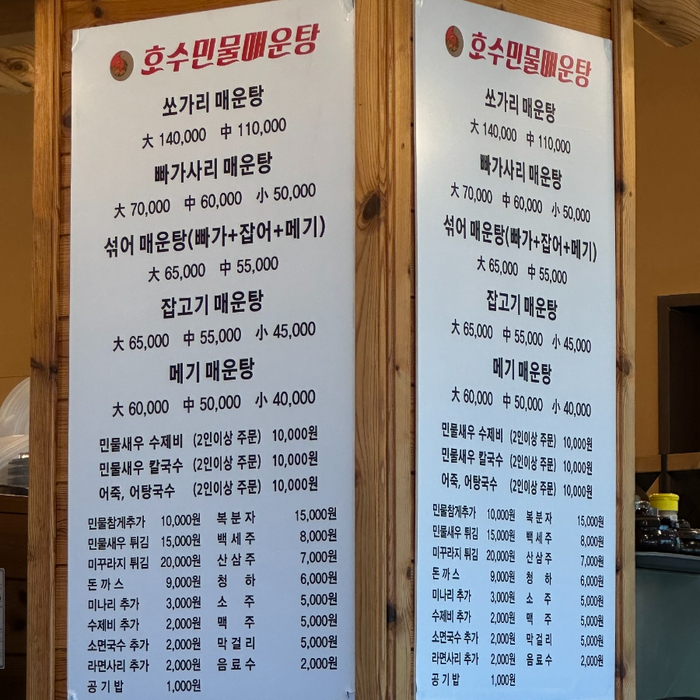 호수민물매운탕
쏘가리 매운탕
大 140,000 中 110,000
빠가사리 매운탕
大 70,000 中 60,000 小 50,000
섞어 매운탕(빠가+잡어+메기)
大 65,000 中 55,000
잡고기 매운탕
大 65,000 中 55,000 小 45,000
메기 매운탕
大 60,000 中 50,000 小 40,000
민물새우 수제비 (2인이상 주문) 10,000원
민물새우 칼국수 (2인이상 주문) 10,000원
어죽, 어탕국수 (2인이상 주문) 10,000원
민물참게추가 10,000원 복분자 15,000원
민물새우 튀김 15,000원 백세주 8,000원
미꾸라지 튀김 20,000원 산삼주 7,000원
돈까스 9,000원 청하 6,000원
미나리 추가 3,000원 소주 5,000원
수제비 추가 2,000원 맥주 5,000원
소면국수 추가 2,000원 막걸리 5,000원
라면사리 추가 2,000원 음료수 2,000원
공기밥 1,000원
호수민물매운탕
쏘가리 매운탕
大 140,000 中 110,000
빠가사리 매운탕
大 70,000 中 60,000 小 50,000
섞어 매운탕(빠가+잡어+메기)
大 65,000 中 55,000
잡고기 매운탕
大 65,000 中 55,000 小 45,000
메기 매운탕
大 60,000 中 50,000 小 40,000
민물새우 수제비 (2인이상 주문) 10,000원
민물새우 칼국수 (2인이상 주문) 10,000원
어죽, 어탕국수 (2인이상 주문) 10,000원
민물참게추가 10,000원 복분자 15,000원
민물새우 튀김 15,000원 백세주 8,000원
미꾸라지 튀김 20,000원 산삼주 7,000원
돈까스 9,000원 청하 6,000원
미나리 추가 3,000원 소주 5,000원
수제비 추가 2,000원 맥주 5,000원
소면국수 추가 2,000원 막걸리 5,000원
라면사리 추가 2,000원 음료수 2,000원
공기밥 1,000원